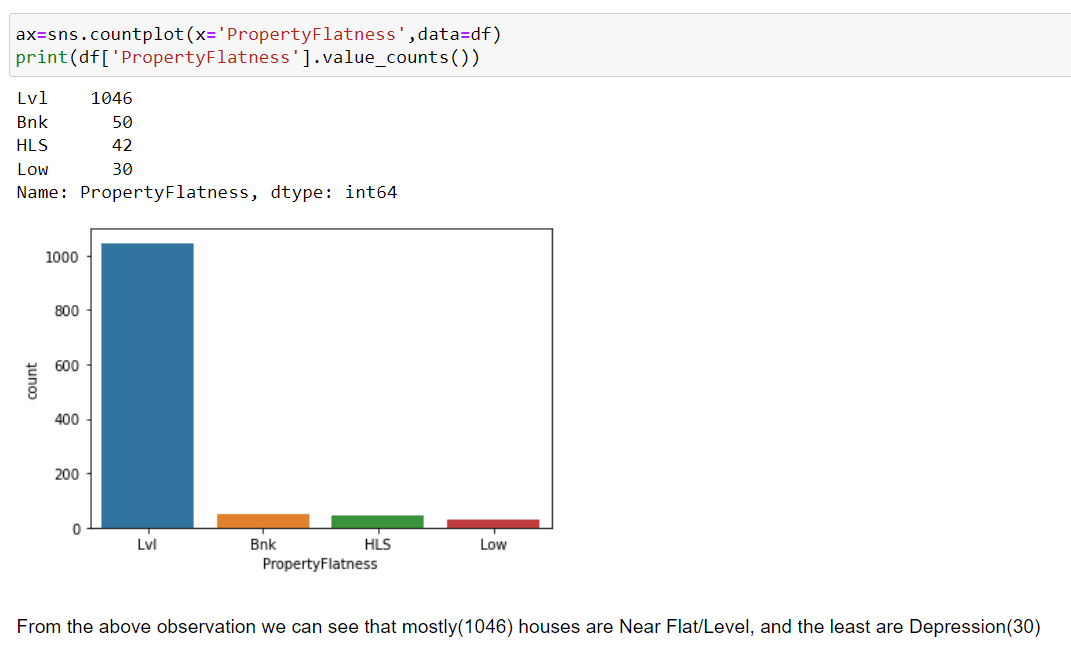 ax=sns.countplot(x='PropertyFlatness',data=df)
print(df['PropertyFlatness'].value_counts())
Lvl 1046
Bnk 50
HLS 42
Low 30
Name: PropertyFlatness, dtype: int64
1000
800
600
400
200
0
count
Lvl Bnk HLS Low
PropertyFlatness
From the above observation we can see that mostly(1046) houses are Near Flat/Level, and the least are Depression(30)